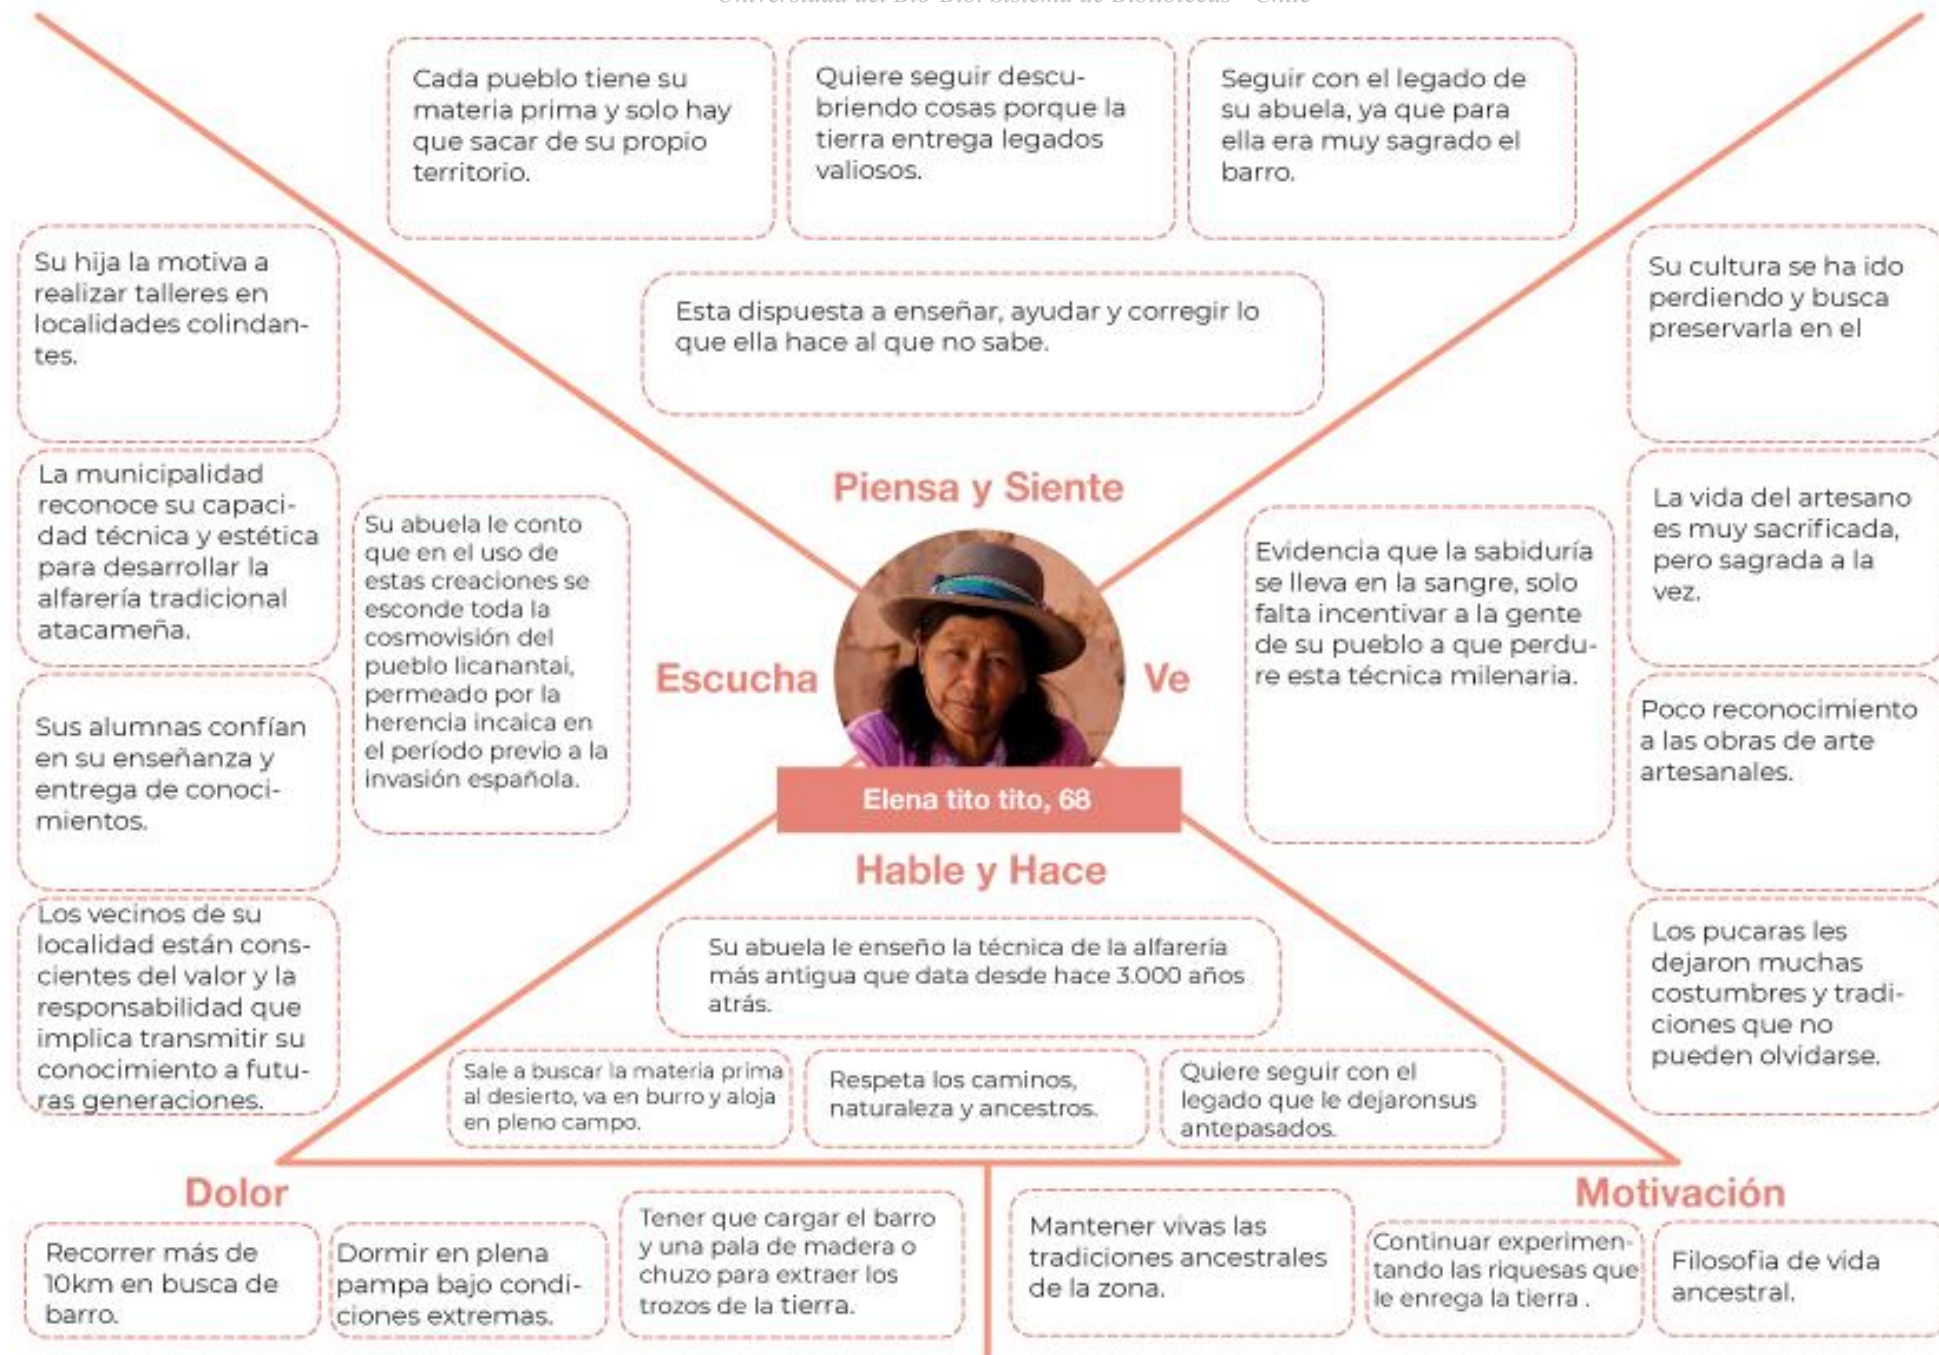 Universidad del Bío-Bío. Sistema de Bibliotecas - Chile
Cada pueblo tiene su
materia prima y solo hay
que sacar de su propio
territorio.
Quiere seguir descu-
briendo cosas porque la
tierra entrega legados
valiosos.
Seguir con el legado de
su abuela, ya que para
ella era muy sagrado el
barro.
Esta dispuesta a enseñar, ayudar y corregir lo
que ella hace al que no sabe.
Piensa y Siente
Su hija la motiva a
realizar talleres en
localidades colindan-
tes.
La municipalidad
reconoce su capaci-
dad técnica y estética
para desarrollar la
alfarería tradicional
atacameña.
Sus alumnas confían
en su enseñanza y
entrega de conoci-
mientos.
Los vecinos de su
localidad están cons-
cientes del valor y la
responsabilidad que
implica transmitir su
conocimiento a futu-
ras generaciones.
Su abuela le conto
que en el uso de
estas creaciones se
esconde toda la
cosmovisión del
pueblo licanantai,
permeado por la
herencia incaica en
el período previo a la
invasión española.
Escucha
Ve
Evidencia que la sabiduría
se lleva en la sangre, solo
falta incentivar a la gente
de su pueblo a que perdu-
re esta técnica milenaria.
Su cultura se ha ido
perdiendo y busca
preservarla en el
La vida del artesano
es muy sacrificada,
pero sagrada a la
vez.
Poco reconocimiento
a las obras de arte
artesanales.
Los pucaras les
dejaron muchas
costumbres y tradi-
ciones que no
pueden olvidarse.
Elena tito tito, 68
Hable y Hace
Su abuela le enseño la técnica de la alfarería
más antigua que data desde hace 3.000 años
atrás.
Sale a buscar la materia prima
al desierto, va en burro y aloja
en pleno campo.
Respeta los caminos,
naturaleza y ancestros.
Quiere seguir con el
legado que le dejaronsus
antepasados.
Dolor
Recorrer más de
10km en busca de
barro.
Dormir en plena
pampa bajo condi-
ciones extremas.
Tener que cargar el barro
y una pala de madera o
chuzo para extraer los
trozos de la tierra.
Motivación
Mantener vivas las
tradiciones ancestrales
de la zona.
Continuar experimen-
tando las riquesas que
le enrega la tierra .
Filosofia de vida
ancestral.